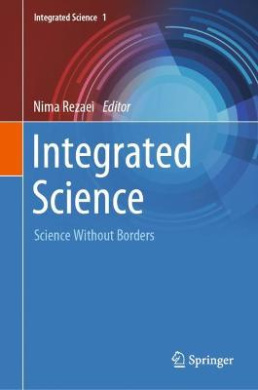 Integrated Science 1
Nima Rezaei Editor
Integrated
Science
Science Without Borders
Springer